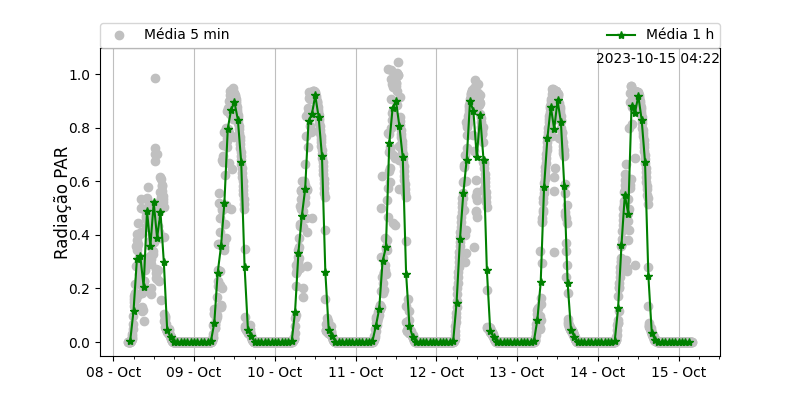 Média 5 min
Média 1 h
2023-10-15 04:22
Radiação PAR
1.0
0.8
0.6
0.4
0.2
0.0
08 - Oct
09 - Oct
10 - Oct
11 - Oct
12 - Oct
13 - Oct
14 - Oct
15 - Oct